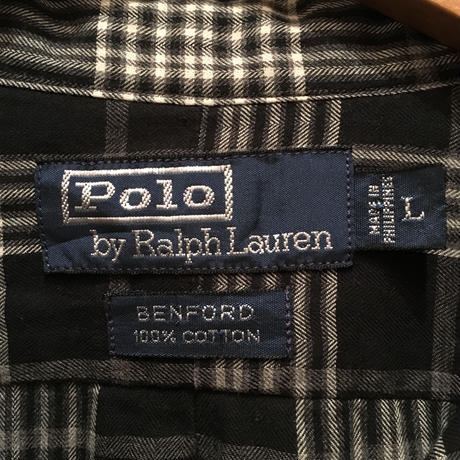 Polo
by Ralph Lauren
MADE IN
PHILIPPINES
L
BENFORD
100% COTTON